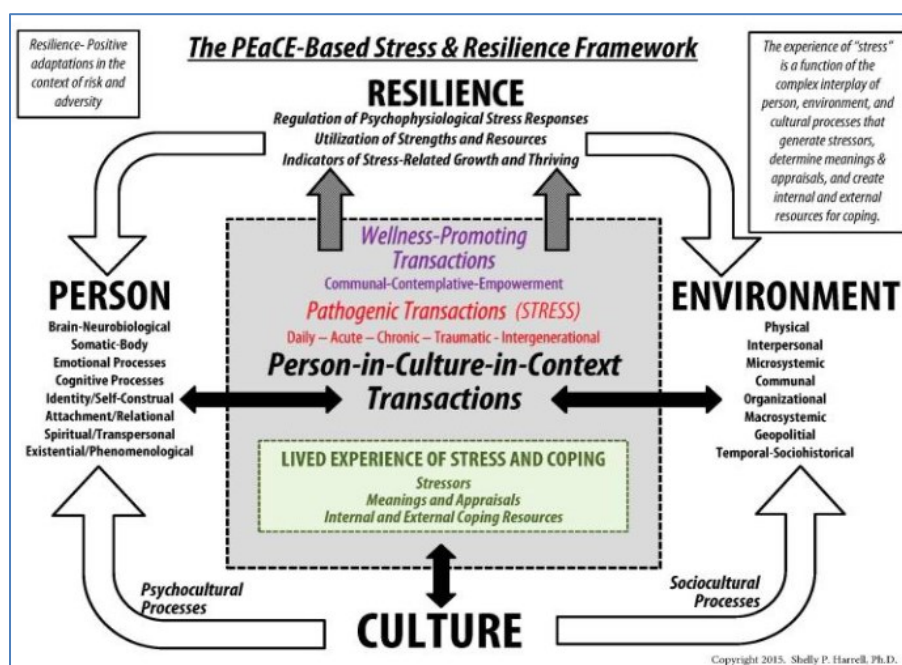 The PEaCE-Based Stress & Resilience Framework
Resilience- Positive
adaptations in the
context of risk and
adversity
The experience of "stress"
is a function of the
complex interplay of
person, environment, and
cultural processes that
generate stressors,
determine meanings &
appraisals, and create
internal and external
resources for coping.
RESILIENCE
Regulation of Psychophysiological Stress Responses
Utilization of Strengths and Resources
Indicators of Stress-Related Growth and Thriving
Wellness-Promoting
Transactions
Communal-Contemplative-Empowerment
Pathogenic Transactions (STRESS)
Daily – Acute – Chronic – Traumatic - Intergenerational
Person-in-Culture-in-Context
Transactions
PERSON
Brain-Neurobiological
Somatic-Body
Emotional Processes
Cognitive Processes
Identity/Self-Construal
Attachment/Relational
Spiritual/Transpersonal
Existential/Phenomenological
ENVIRONMENT
Physical
Interpersonal
Microsystemic
Communal
Organizational
Macrosystemic
Geopolitial
Temporal-Sociohistorical
LIVED EXPERIENCE OF STRESS AND COPING
Stressors
Meanings and Appraisals
Internal and External Coping Resources
Psychocultural
Processes
Sociocultural
Processes
CULTURE
Copyright 2015. Shelly P. Harrell, Ph.D.